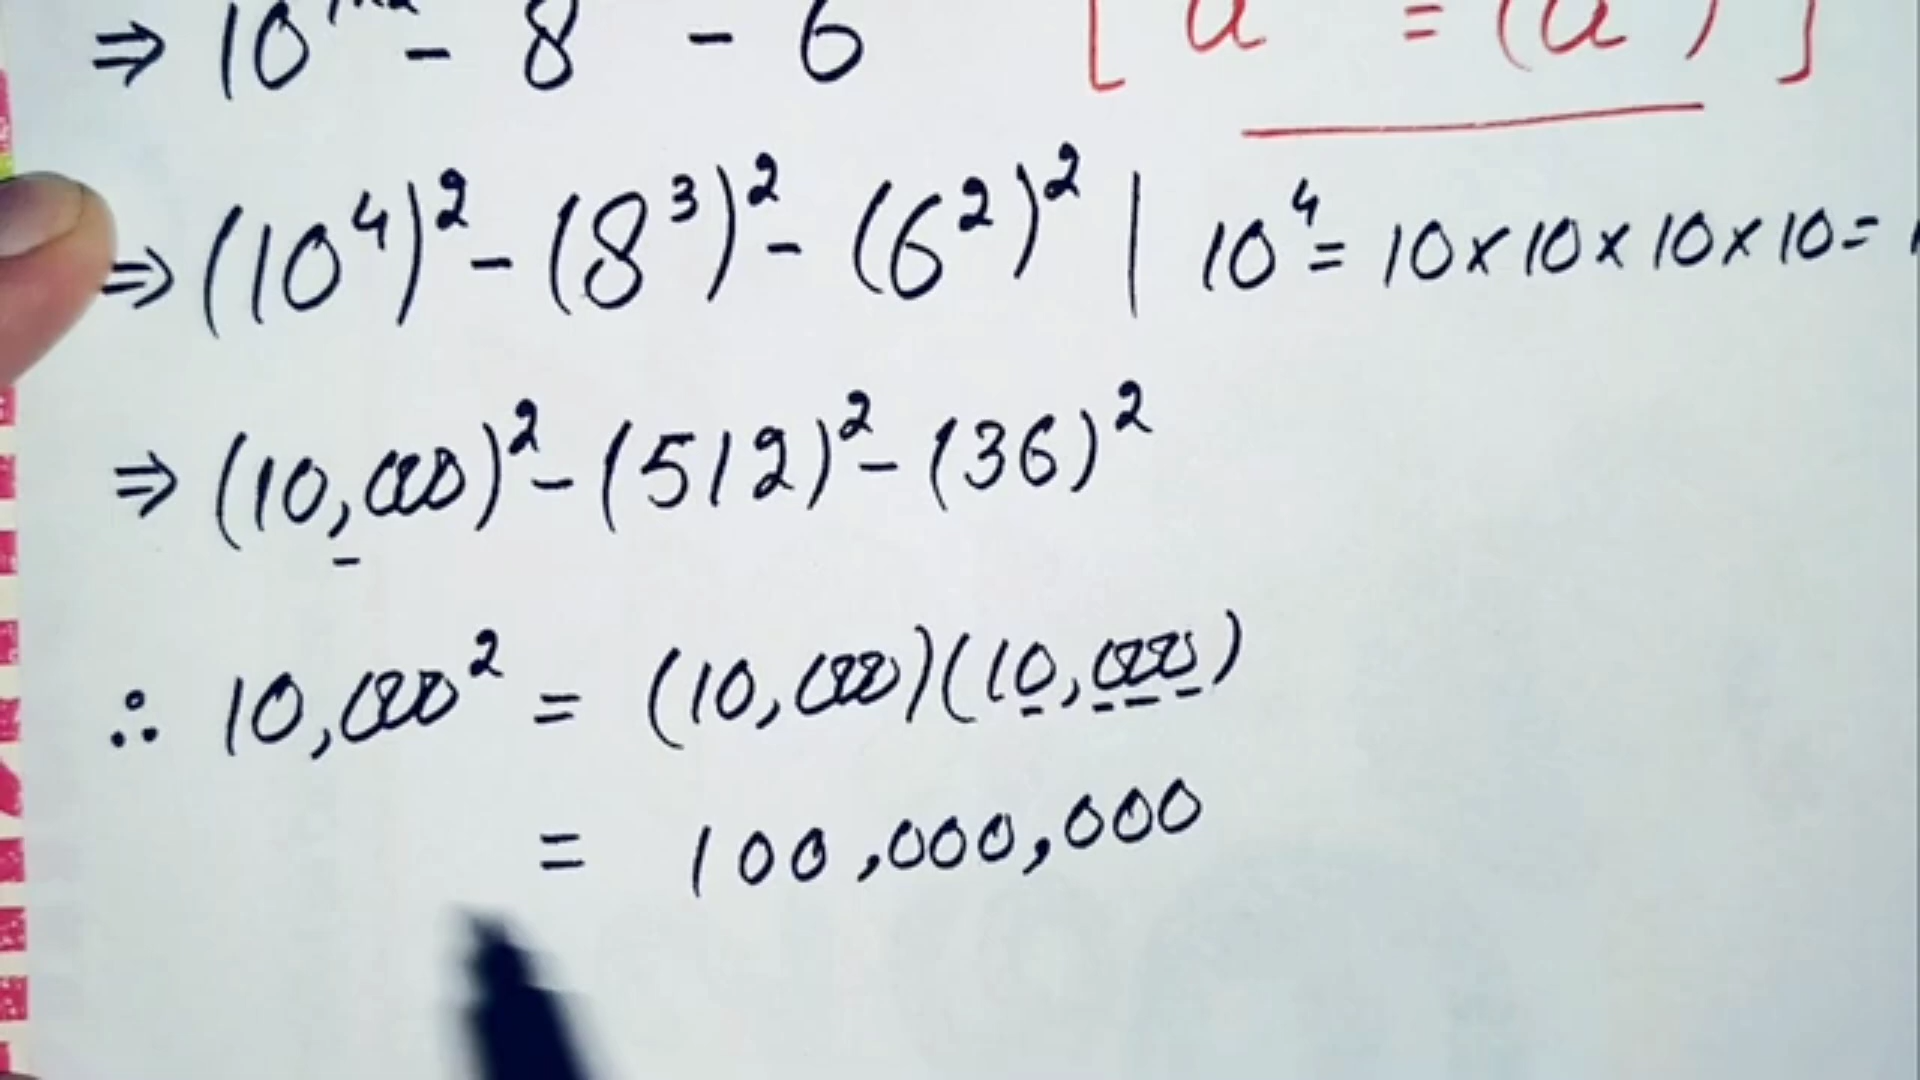 ⇒ 10 - 8 - 6 [a = (a)]
⇒ (10⁴)² - (8³)² - (6²)² | 10⁴ = 10 x 10 x 10 x 10 =
⇒ (10,000)² - (512)² - (36)²
∴ 10,000² = (10,000)(10,000)
= 100,000,000